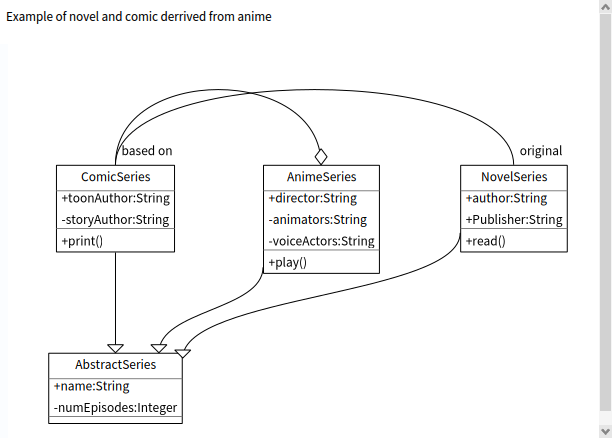 Example of novel and comic derrived from anime
based on
original
ComicSeries
+toonAuthor:String
-storyAuthor:String
+print()
AnimeSeries
+director:String
-animators:String
-voiceActors:String
+play()
NovelSeries
+author:String
+Publisher:String
+read()
AbstractSeries
+name:String
-numEpisodes:Integer